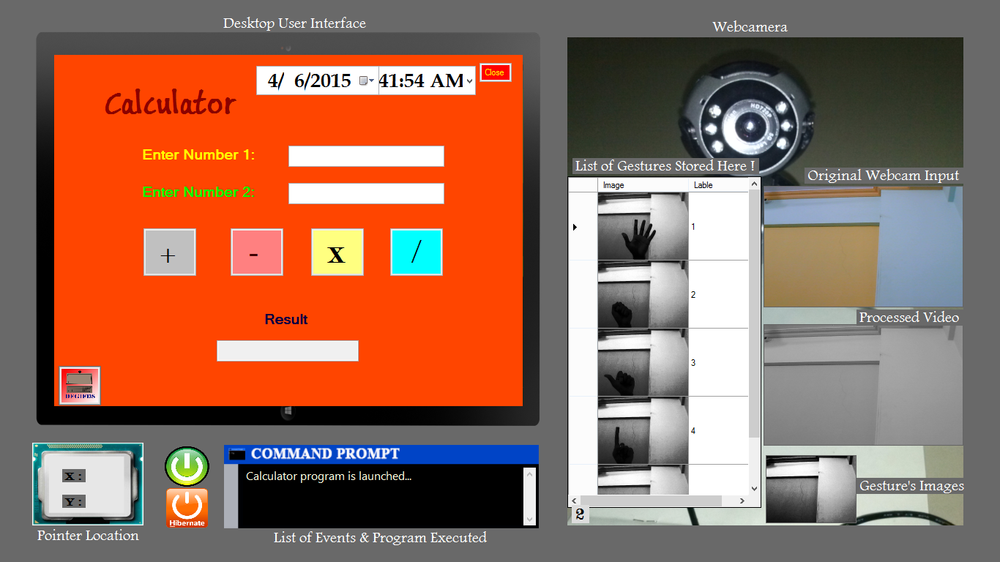 Desktop User Interface
Webcamera
4/ 6/2015
41:54 AM
Close
Calculator
Enter Number 1:
Enter Number 2:
+
-
x
/
Result
DFGIFDS
HD720P
List of Gestures Stored Here !
Original Webcam Input
Image
Lable
1
2
3
4
Processed Video
Gesture's Images
2
X :
Y :
Hibernate
COMMAND PROMPT
Calculator program is launched...
Pointer Location
List of Events & Program Executed